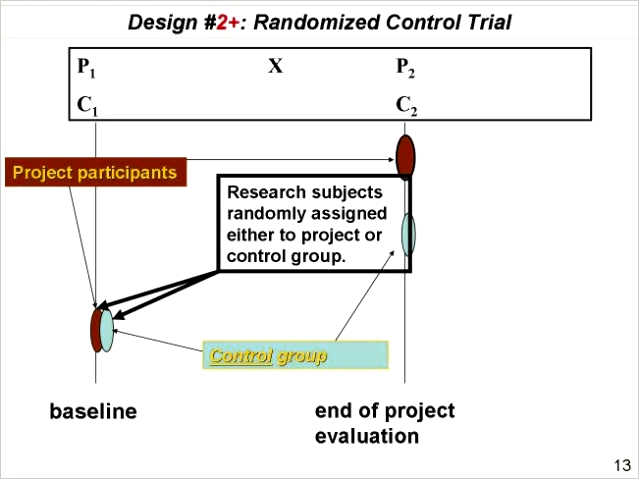 Design #2+: Randomized Control Trial
P1 X P2
C1 C2
Project participants
Research subjects
randomly assigned
either to project or
control group.
Control group
baseline
end of project
evaluation
13